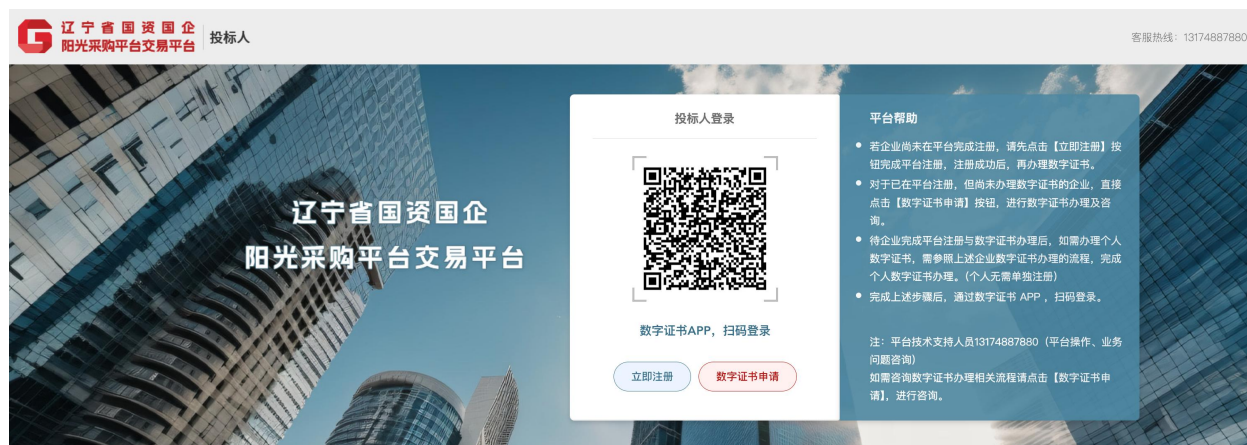 辽宁省国资国企
阳光采购平台交易平台
投标人
客服热线：13174887880
辽宁省国资国企
阳光采购平台交易平台
投标人登录
数字证书APP，扫码登录
立即注册
数字证书申请
平台帮助
若企业尚未在平台完成注册，请先点击【立即注册】按
钮完成平台注册，注册成功后，再办理数字证书。
对于已在平台注册，但尚未办理数字证书的企业，直接
点击【数字证书申请】按钮，进行数字证书办理及咨
询。
待企业完成平台注册与数字证书办理后，如需办理个人
数字证书，需参照上述企业数字证书办理的流程，完成
个人数字证书办理。（个人无需单独注册）
完成上述步骤后，通过数字证书 APP ，扫码登录。
注：平台技术支持人员13174887880（平台操作、业务
问题咨询）
如需咨询数字证书办理相关流程请点击【数字证书申
请】，进行咨询。